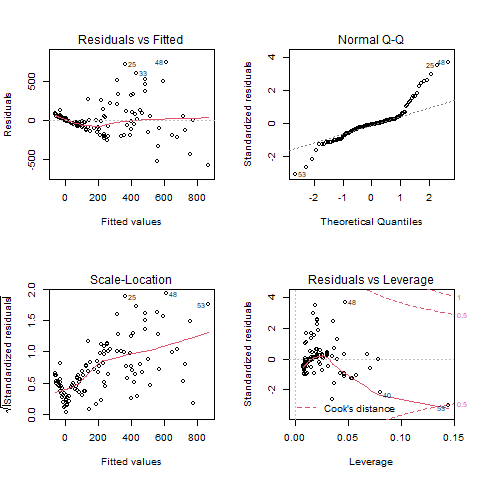 Residuals vs Fitted
Residuals
500
0
-500
25
48
33
0 200 400 600 800
Fitted values
Normal Q-Q
Standardized residuals
4
2
0
-2
25
48
53
-2 -1 0 1 2
Theoretical Quantiles
Scale-Location
√|Standardized residuals|
2.0
1.5
1.0
0.5
0.0
25
48
53
0 200 400 600 800
Fitted values
Residuals vs Leverage
Standardized residuals
4
2
0
-2
48
1
0.5
40
53
0.5
Cook's distance
0.00 0.05 0.10 0.15
Leverage